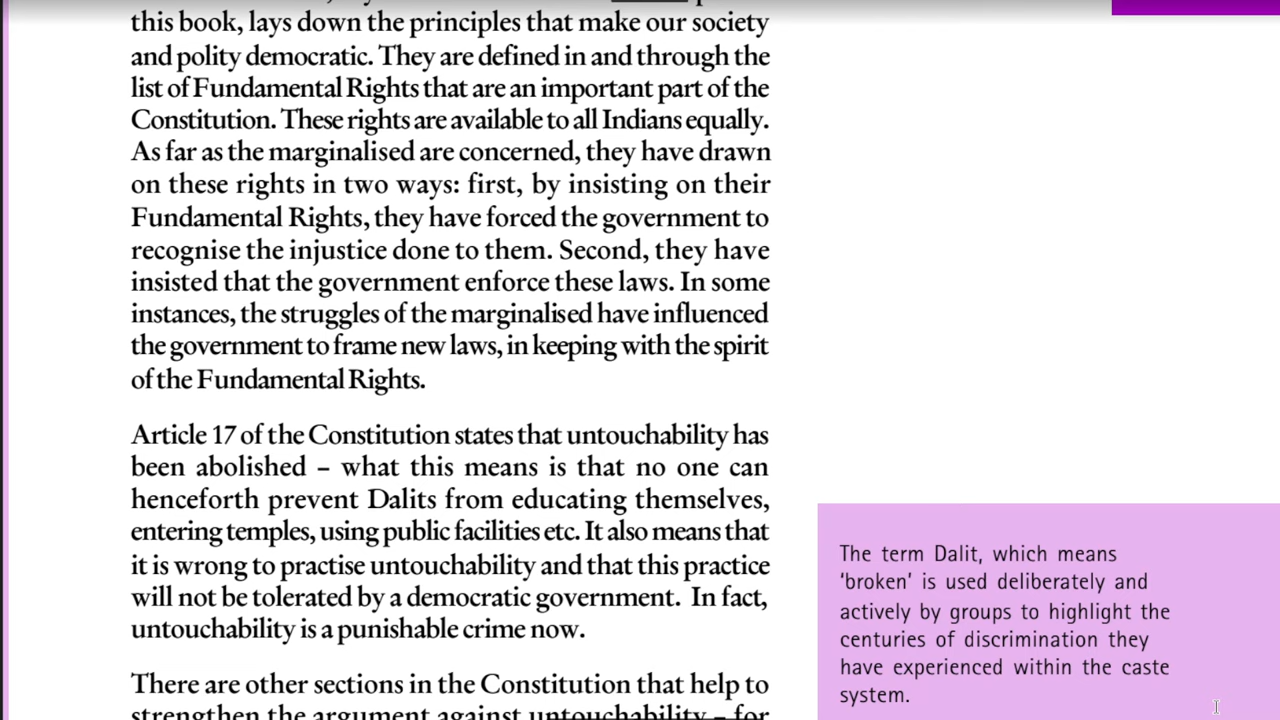 this book, lays down the principles that make our society
and polity democratic. They are defined in and through the
list of Fundamental Rights that are an important part of the
Constitution. These rights are available to all Indians equally.
As far as the marginalised are concerned, they have drawn
on these rights in two ways: first, by insisting on their
Fundamental Rights, they have forced the government to
recognise the injustice done to them. Second, they have
insisted that the government enforce these laws. In some
instances, the struggles of the marginalised have influenced
the government to frame new laws, in keeping with the spirit
of the Fundamental Rights.
Article 17 of the Constitution states that untouchability has
been abolished – what this means is that no one can
henceforth prevent Dalits from educating themselves,
entering temples, using public facilities etc. It also means that
it is wrong to practise untouchability and that this practice
will not be tolerated by a democratic government. In fact,
untouchability is a punishable crime now.
There are other sections in the Constitution that help to
strengthen the argument against untouchability – for
The term Dalit, which means
‘broken’ is used deliberately and
actively by groups to highlight the
centuries of discrimination they
have experienced within the caste
system.